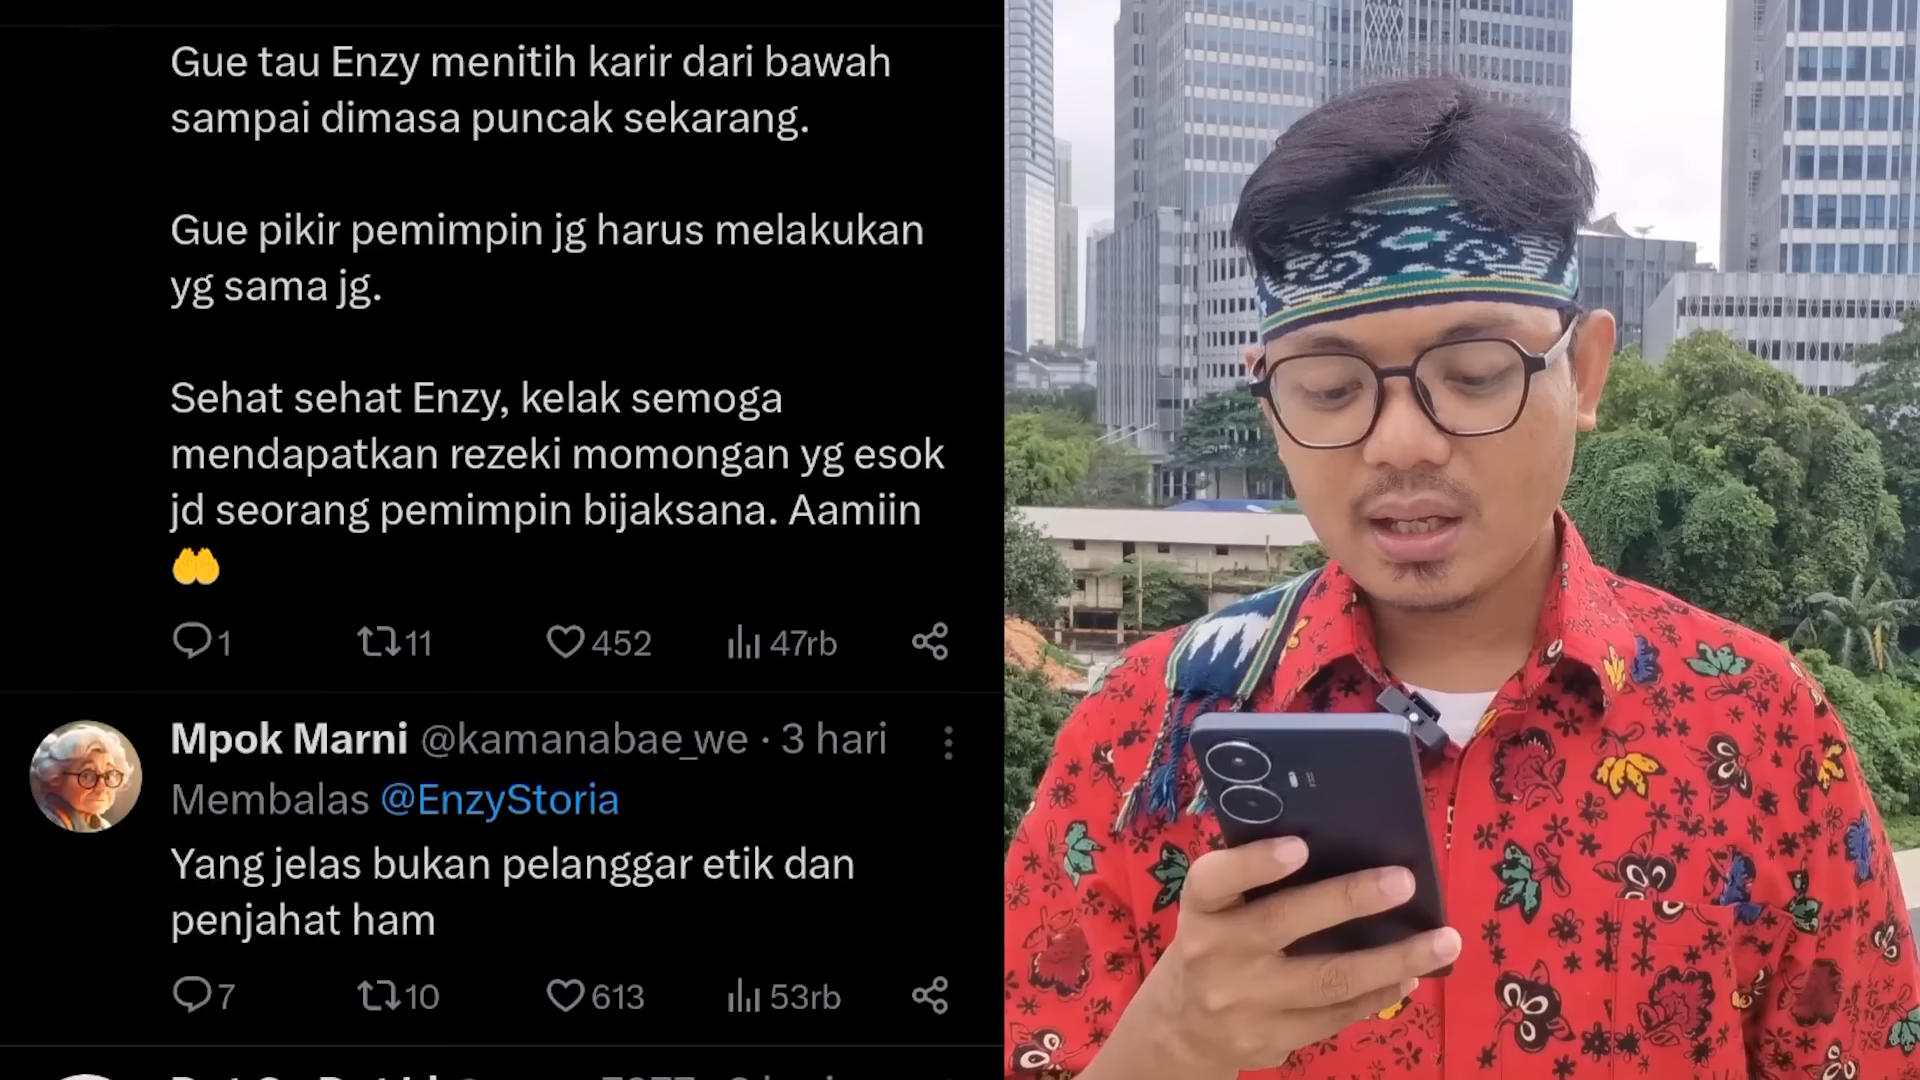 Gue tau Enzy menitih karir dari bawah
sampai dimasa puncak sekarang.
Gue pikir pemimpin jg harus melakukan
yg sama jg.
Sehat sehat Enzy, kelak semoga
mendapatkan rezeki momongan yg esok
jd seorang pemimpin bijaksana. Aamiin
🤲
1 11 452 47rb
Mpok Marni @kamanabae_we · 3 hari
Membalas @EnzyStoria
Yang jelas bukan pelanggar etik dan
penjahat ham
7 10 613 53rb